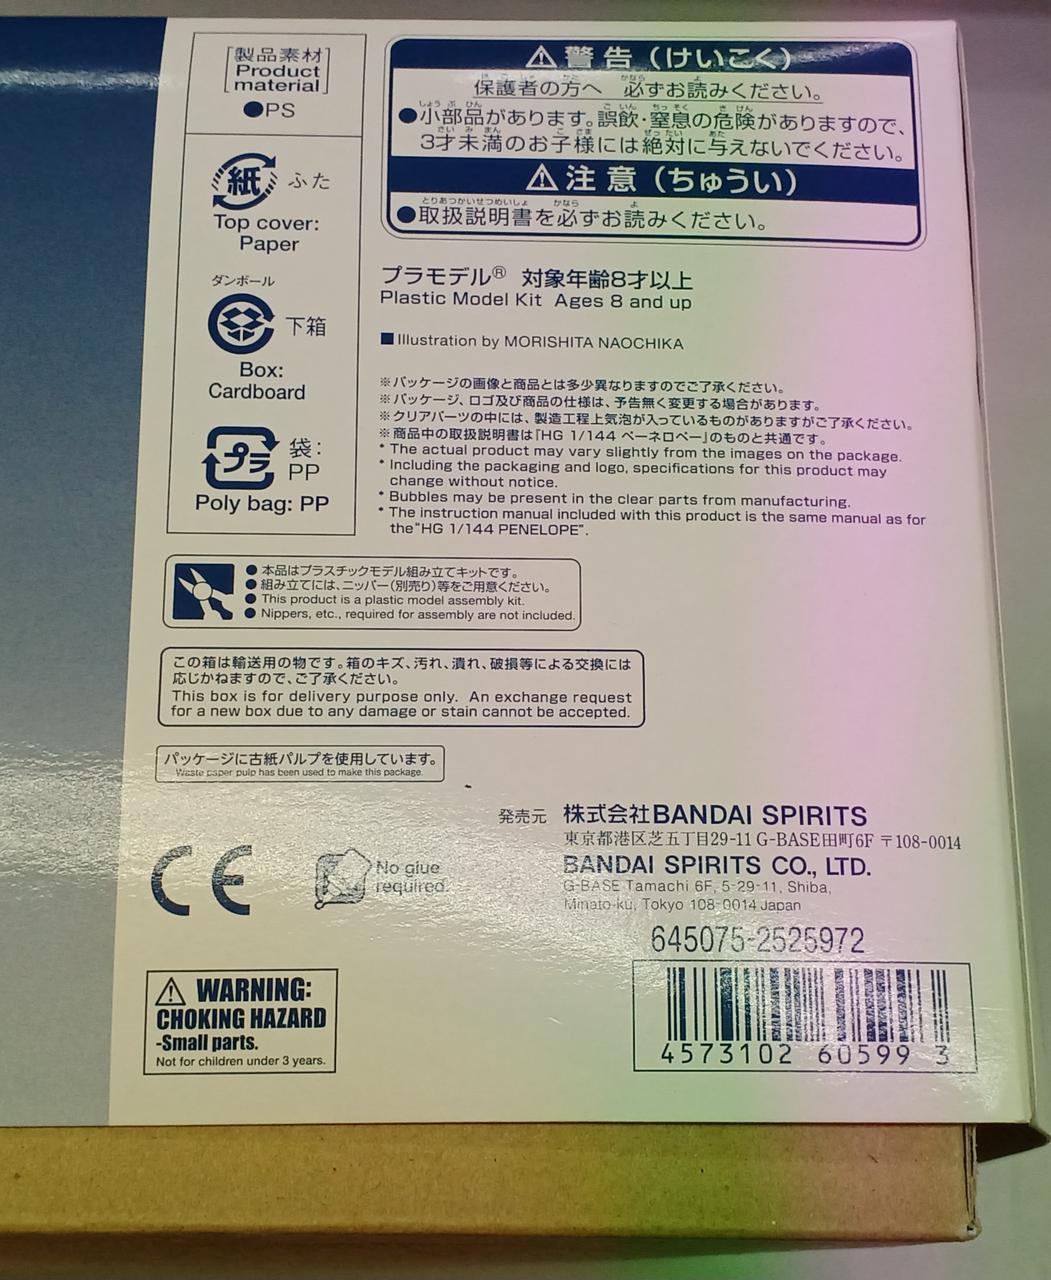 [製品素材]
Product
material
●PS
紙 ふた
Top cover:
Paper
ダンボール
下箱
Box:
Cardboard
プラ 袋:
PP
Poly bag: PP
⚠警告(けいこく)
保護者の方へ 必ずお読みください。
●小部品があります。誤飲・窒息の危険がありますので、
3才未満のお子様には絶対に与えないでください。
⚠注意(ちゅうい)
●取扱説明書を必ずお読みください。
プラモデル® 対象年齢8才以上
Plastic Model Kit Ages 8 and up
■Illustration by MORISHITA NAOCHIKA
※パッケージの画像と商品とは多少異なりますのでご了承ください。
※パッケージ、ロゴ及び商品の仕様は、予告無く変更する場合があります。
※クリアパーツの中には、製造工程上気泡が入っているものがありますがご了承ください。
※商品中の取扱説明書は「HG 1/144 ペーネロペー」のものと共通です。
* The actual product may vary slightly from the images on the package.
* Including the packaging and logo, specifications for this product may
change without notice.
* Bubbles may be present in the clear parts from manufacturing.
* The instruction manual included with this product is the same manual as for
the"HG 1/144 PENELOPE".
●本品はプラスチックモデル組み立てキットです。
●組み立てには、ニッパー(別売り)等をご用意ください。
●This product is a plastic model assembly kit.
●Nippers, etc., required for assembly are not included.
この箱は輸送用の物です。箱のキズ、汚れ、潰れ、破損等による交換には
応じかねますので、ご了承ください。
This box is for delivery purpose only. An exchange request
for a new box due to any damage or stain cannot be accepted.
パッケージに古紙パルプを使用しています。
Waste paper pulp has been used to make this package.
発売元 株式会社BANDAI SPIRITS
東京都港区芝五丁目29-11 G-BASE田町6F 〒108-0014
BANDAI SPIRITS CO., LTD.
G-BASE Tamachi 6F, 5-29-11, Shiba,
Minato-ku, Tokyo 108-0014 Japan
CE
No glue
required.
645075-2525972
4573102 60599 3
⚠ WARNING:
CHOKING HAZARD
-Small parts.
Not for children under 3 years.